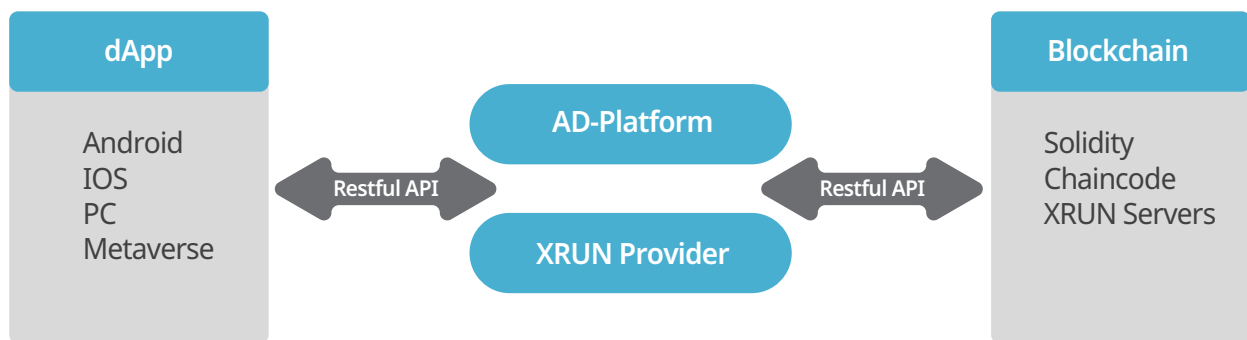 dApp
Android
IOS
PC
Metaverse
Restful API
AD-Platform
XRUN Provider
Restful API
Blockchain
Solidity
Chaincode
XRUN Servers